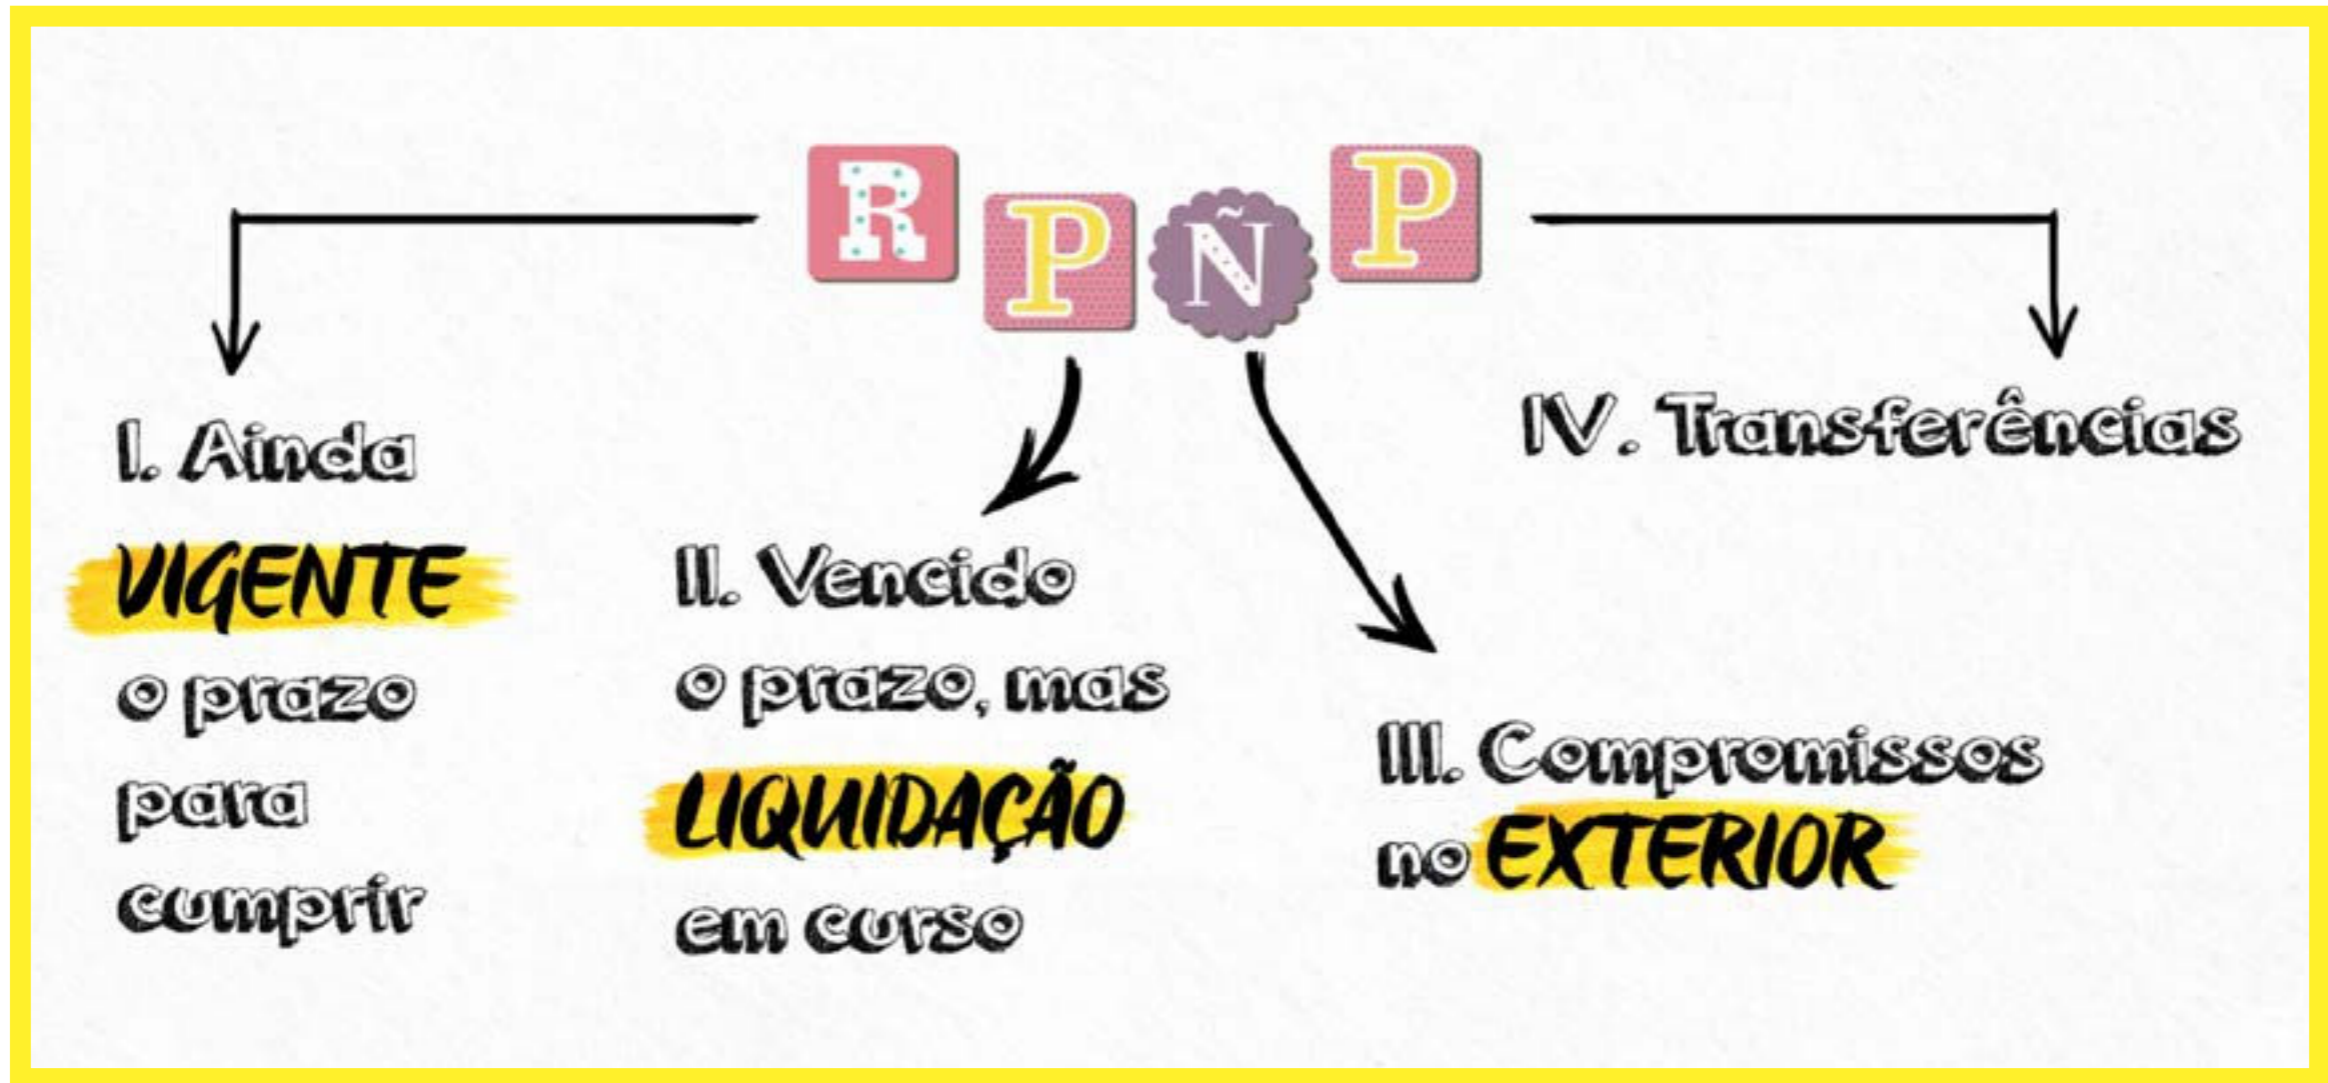 RPÑP
I. Ainda
VIGENTE
o prazo
para
cumprir
II. Vencido
o prazo, mas
LIQUIDAÇÃO
em curso
III. Compromissos
no EXTERIOR
IV. Transferências